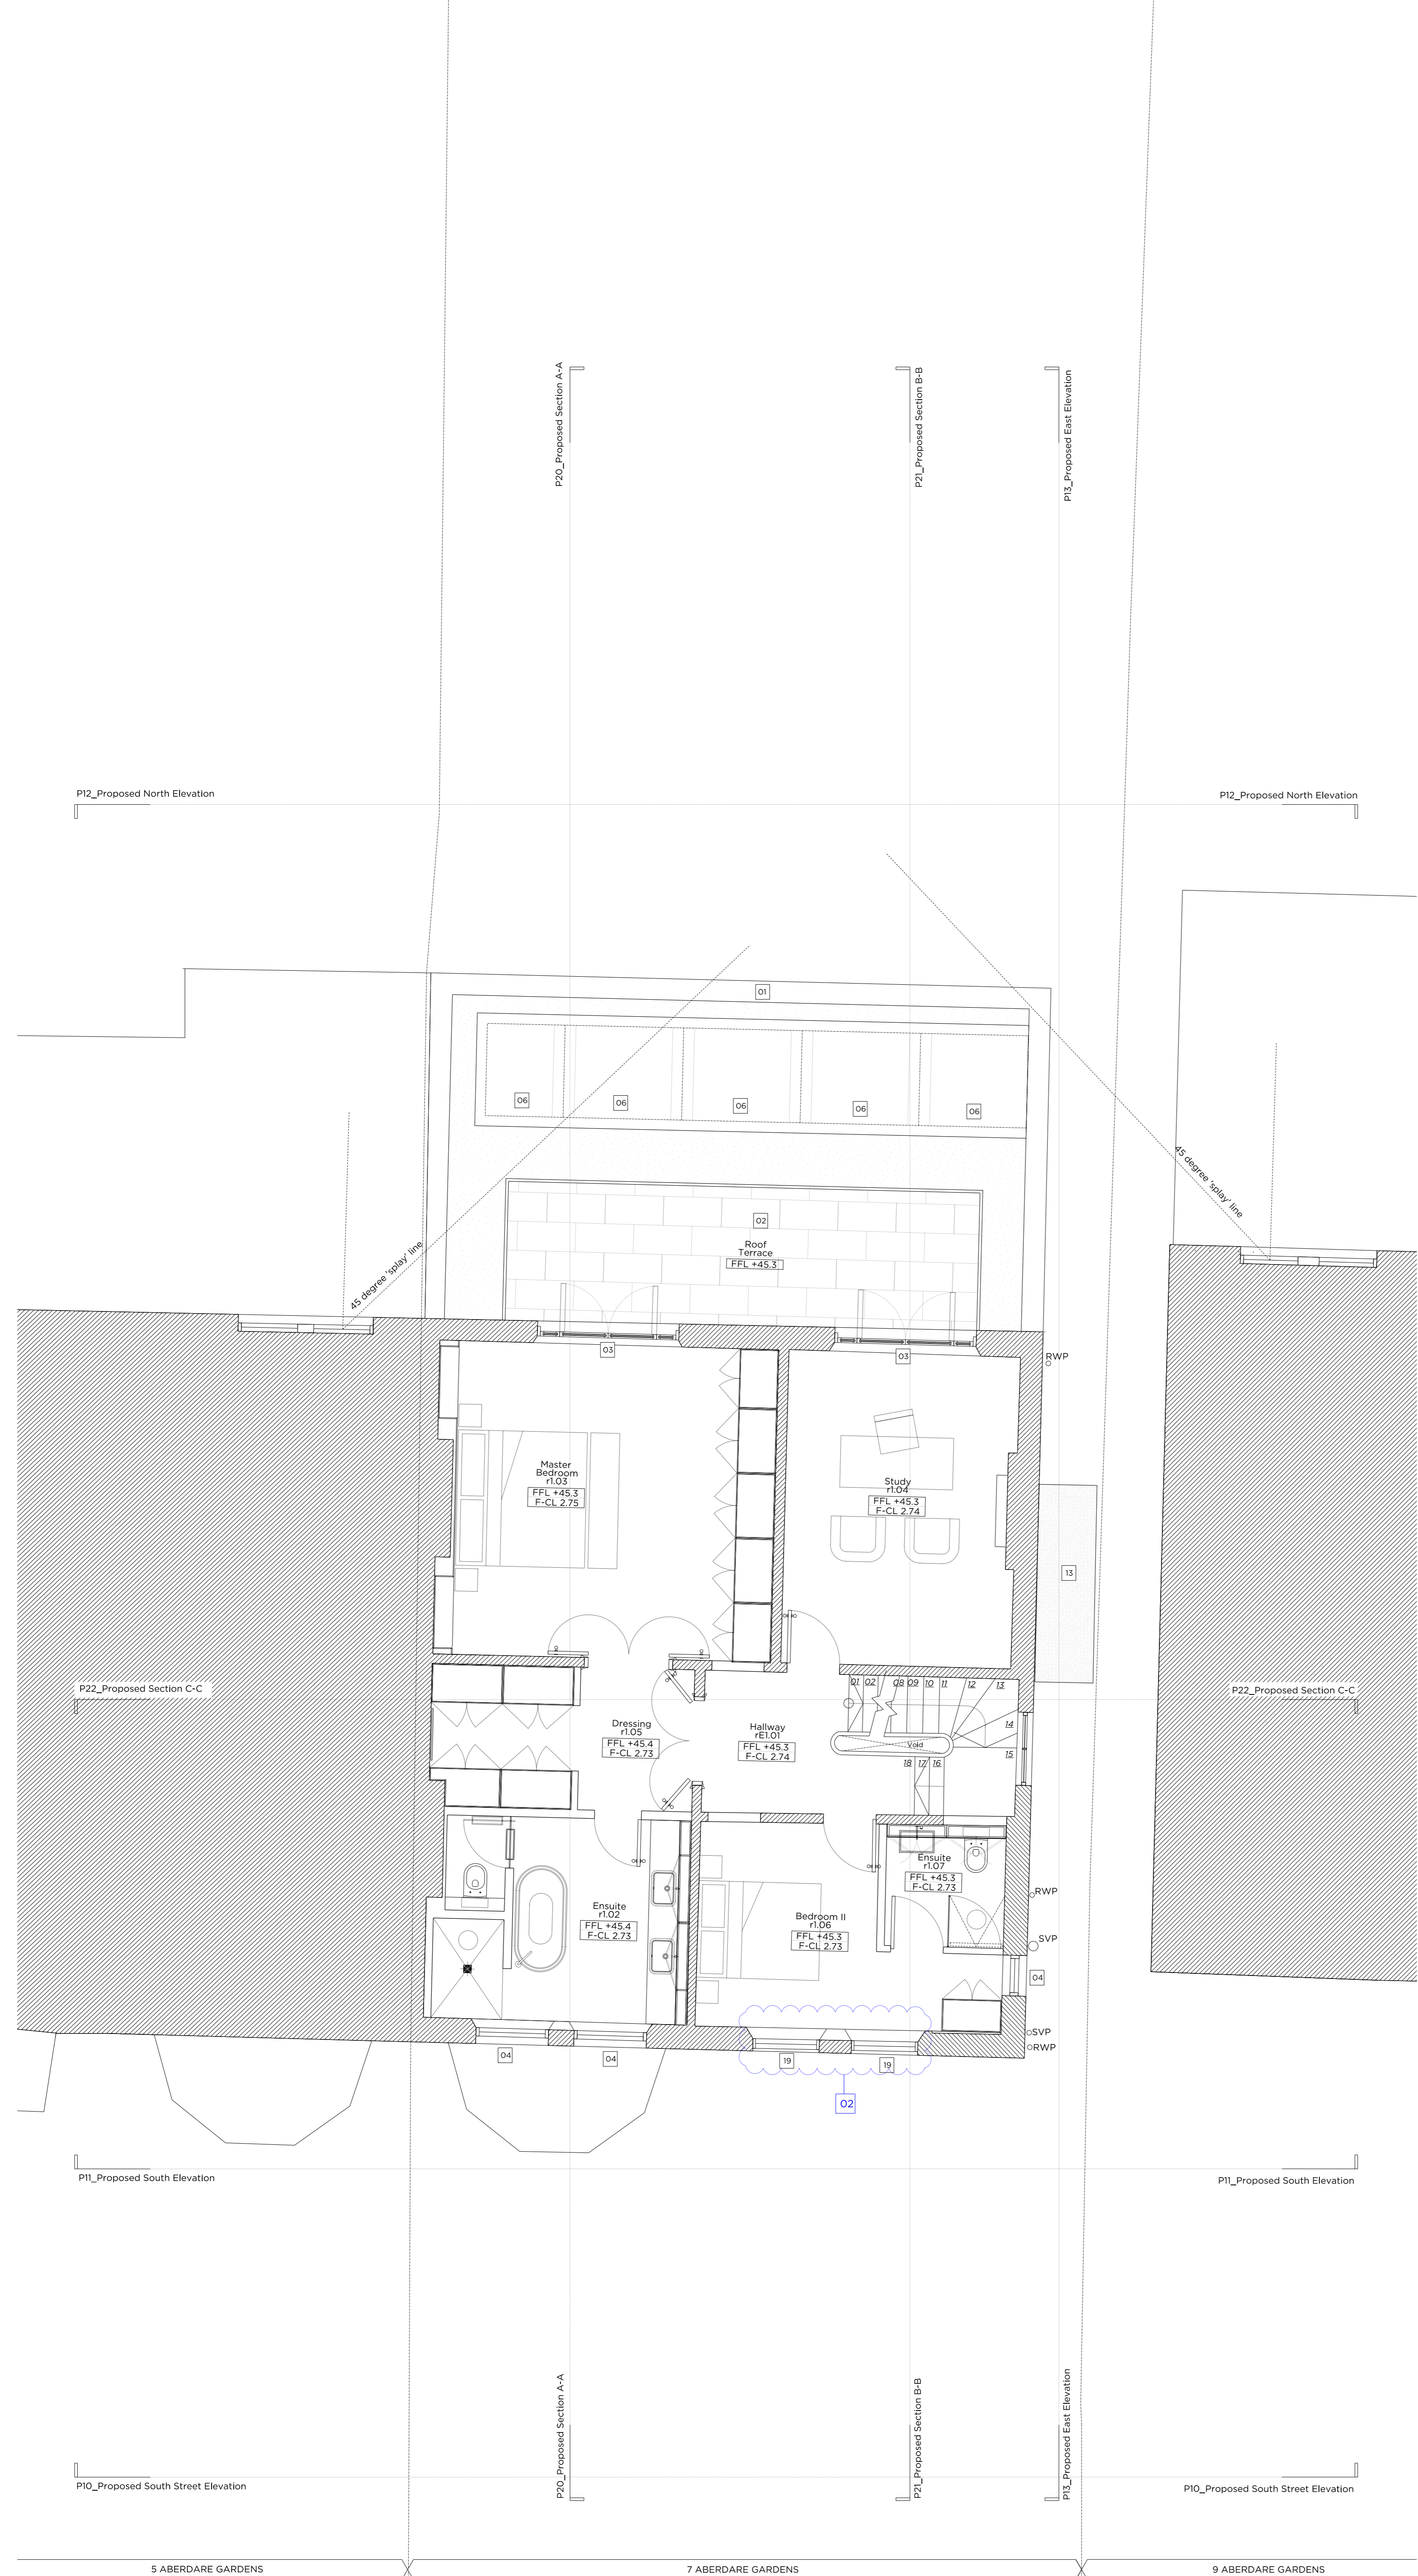 P20_Proposed Section A-A
P21_Proposed Section B-B
P13_Proposed East Elevation
P12_Proposed North Elevation
P12_Proposed North Elevation
01
06
06
06
06
06
45 degree 'splay' line
45 degree 'splay' line
02
Roof
Terrace
FFL +45.3
03
03
RWP
Master
Bedroom
r1.03
FFL +45.3
F-CL 2.75
Study
r1.04
FFL +45.3
F-CL 2.74
13
P22_Proposed Section C-C
P22_Proposed Section C-C
01
02
08
09
10
11
12
13
14
15
16
17
18
Void
Dressing
r1.05
FFL +45.4
F-CL 2.73
Hallway
rE1.01
FFL +45.3
F-CL 2.74
Ensuite
r1.07
FFL +45.3
F-CL 2.73
Ensuite
r1.02
FFL +45.4
F-CL 2.73
Bedroom II
r1.06
FFL +45.3
F-CL 2.73
RWP
SVP
04
SVP
RWP
04
04
19
19
02
P11_Proposed South Elevation
P11_Proposed South Elevation
P20_Proposed Section A-A
P21_Proposed Section B-B
P13_Proposed East Elevation
P10_Proposed South Street Elevation
P10_Proposed South Street Elevation
5 ABERDARE GARDENS
7 ABERDARE GARDENS
9 ABERDARE GARDENS